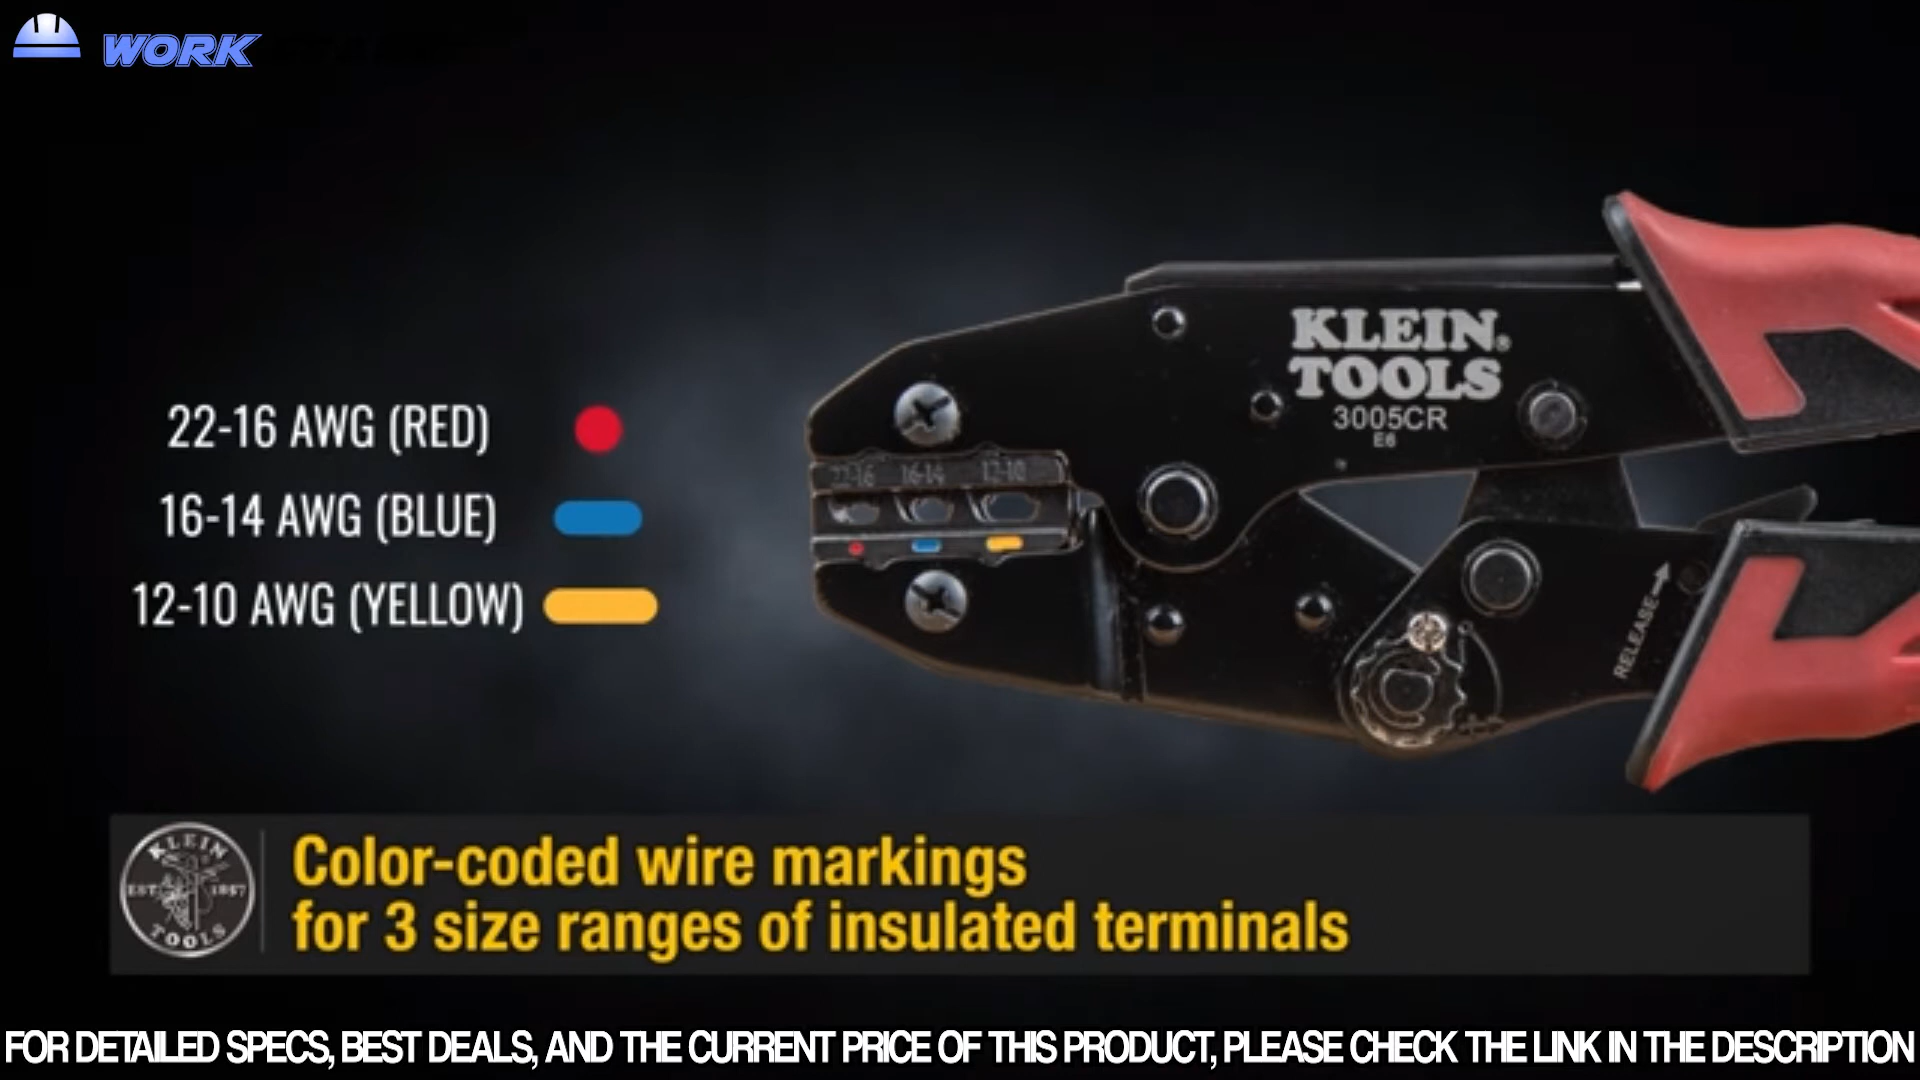 WORK
KLEIN
TOOLS
3005CR
E6
22-16 16-14 12-10
22-16 AWG (RED)
16-14 AWG (BLUE)
12-10 AWG (YELLOW)
RELEASE
KLEIN
EST. 1857
TOOLS
Color-coded wire markings
for 3 size ranges of insulated terminals
FOR DETAILED SPECS, BEST DEALS, AND THE CURRENT PRICE OF THIS PRODUCT, PLEASE CHECK THE LINK IN THE DESCRIPTION